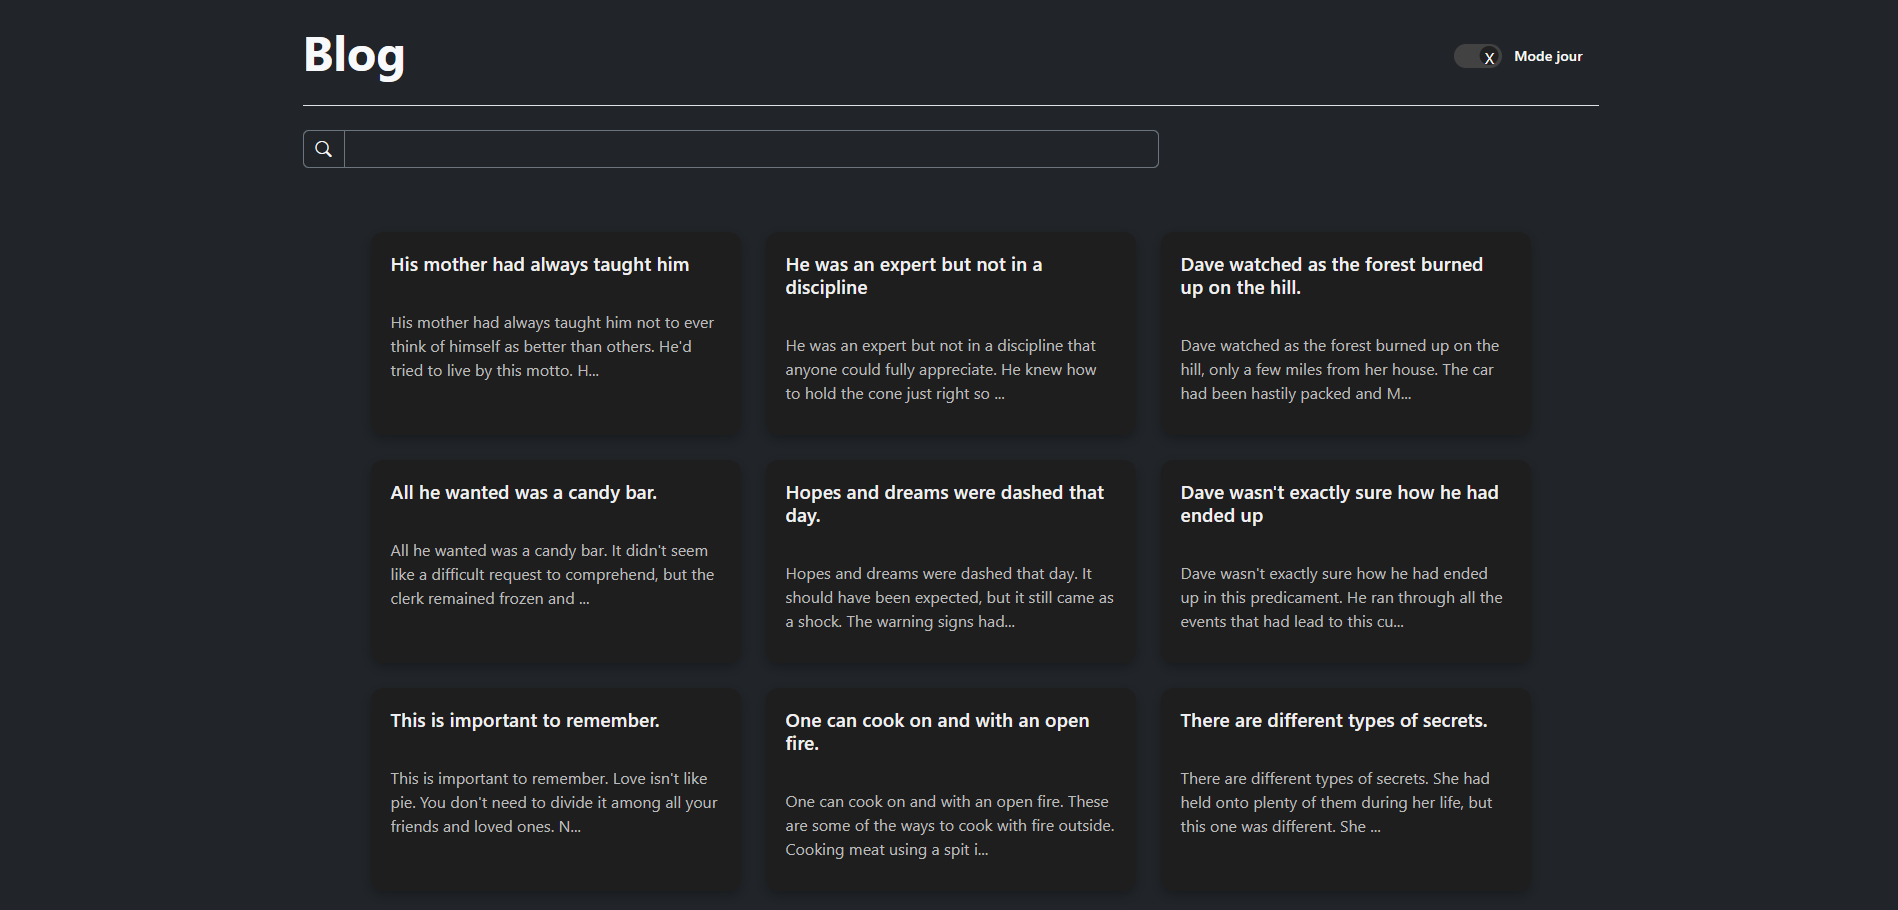 Blog
X
Mode jour
His mother had always taught him
His mother had always taught him not to ever
think of himself as better than others. He'd
tried to live by this motto. H...
He was an expert but not in a
discipline
He was an expert but not in a discipline that
anyone could fully appreciate. He knew how
to hold the cone just right so ...
Dave watched as the forest burned
up on the hill.
Dave watched as the forest burned up on the
hill, only a few miles from her house. The car
had been hastily packed and M...
All he wanted was a candy bar.
All he wanted was a candy bar. It didn't seem
like a difficult request to comprehend, but the
clerk remained frozen and ...
Hopes and dreams were dashed that
day.
Hopes and dreams were dashed that day. It
should have been expected, but it still came as
a shock. The warning signs had...
Dave wasn't exactly sure how he had
ended up
Dave wasn't exactly sure how he had ended
up in this predicament. He ran through all the
events that had lead to this cu...
This is important to remember.
This is important to remember. Love isn't like
pie. You don't need to divide it among all your
friends and loved ones. N...
One can cook on and with an open
fire.
One can cook on and with an open fire. These
are some of the ways to cook with fire outside.
Cooking meat using a spit i...
There are different types of secrets.
There are different types of secrets. She had
held onto plenty of them during her life, but
this one was different. She ...